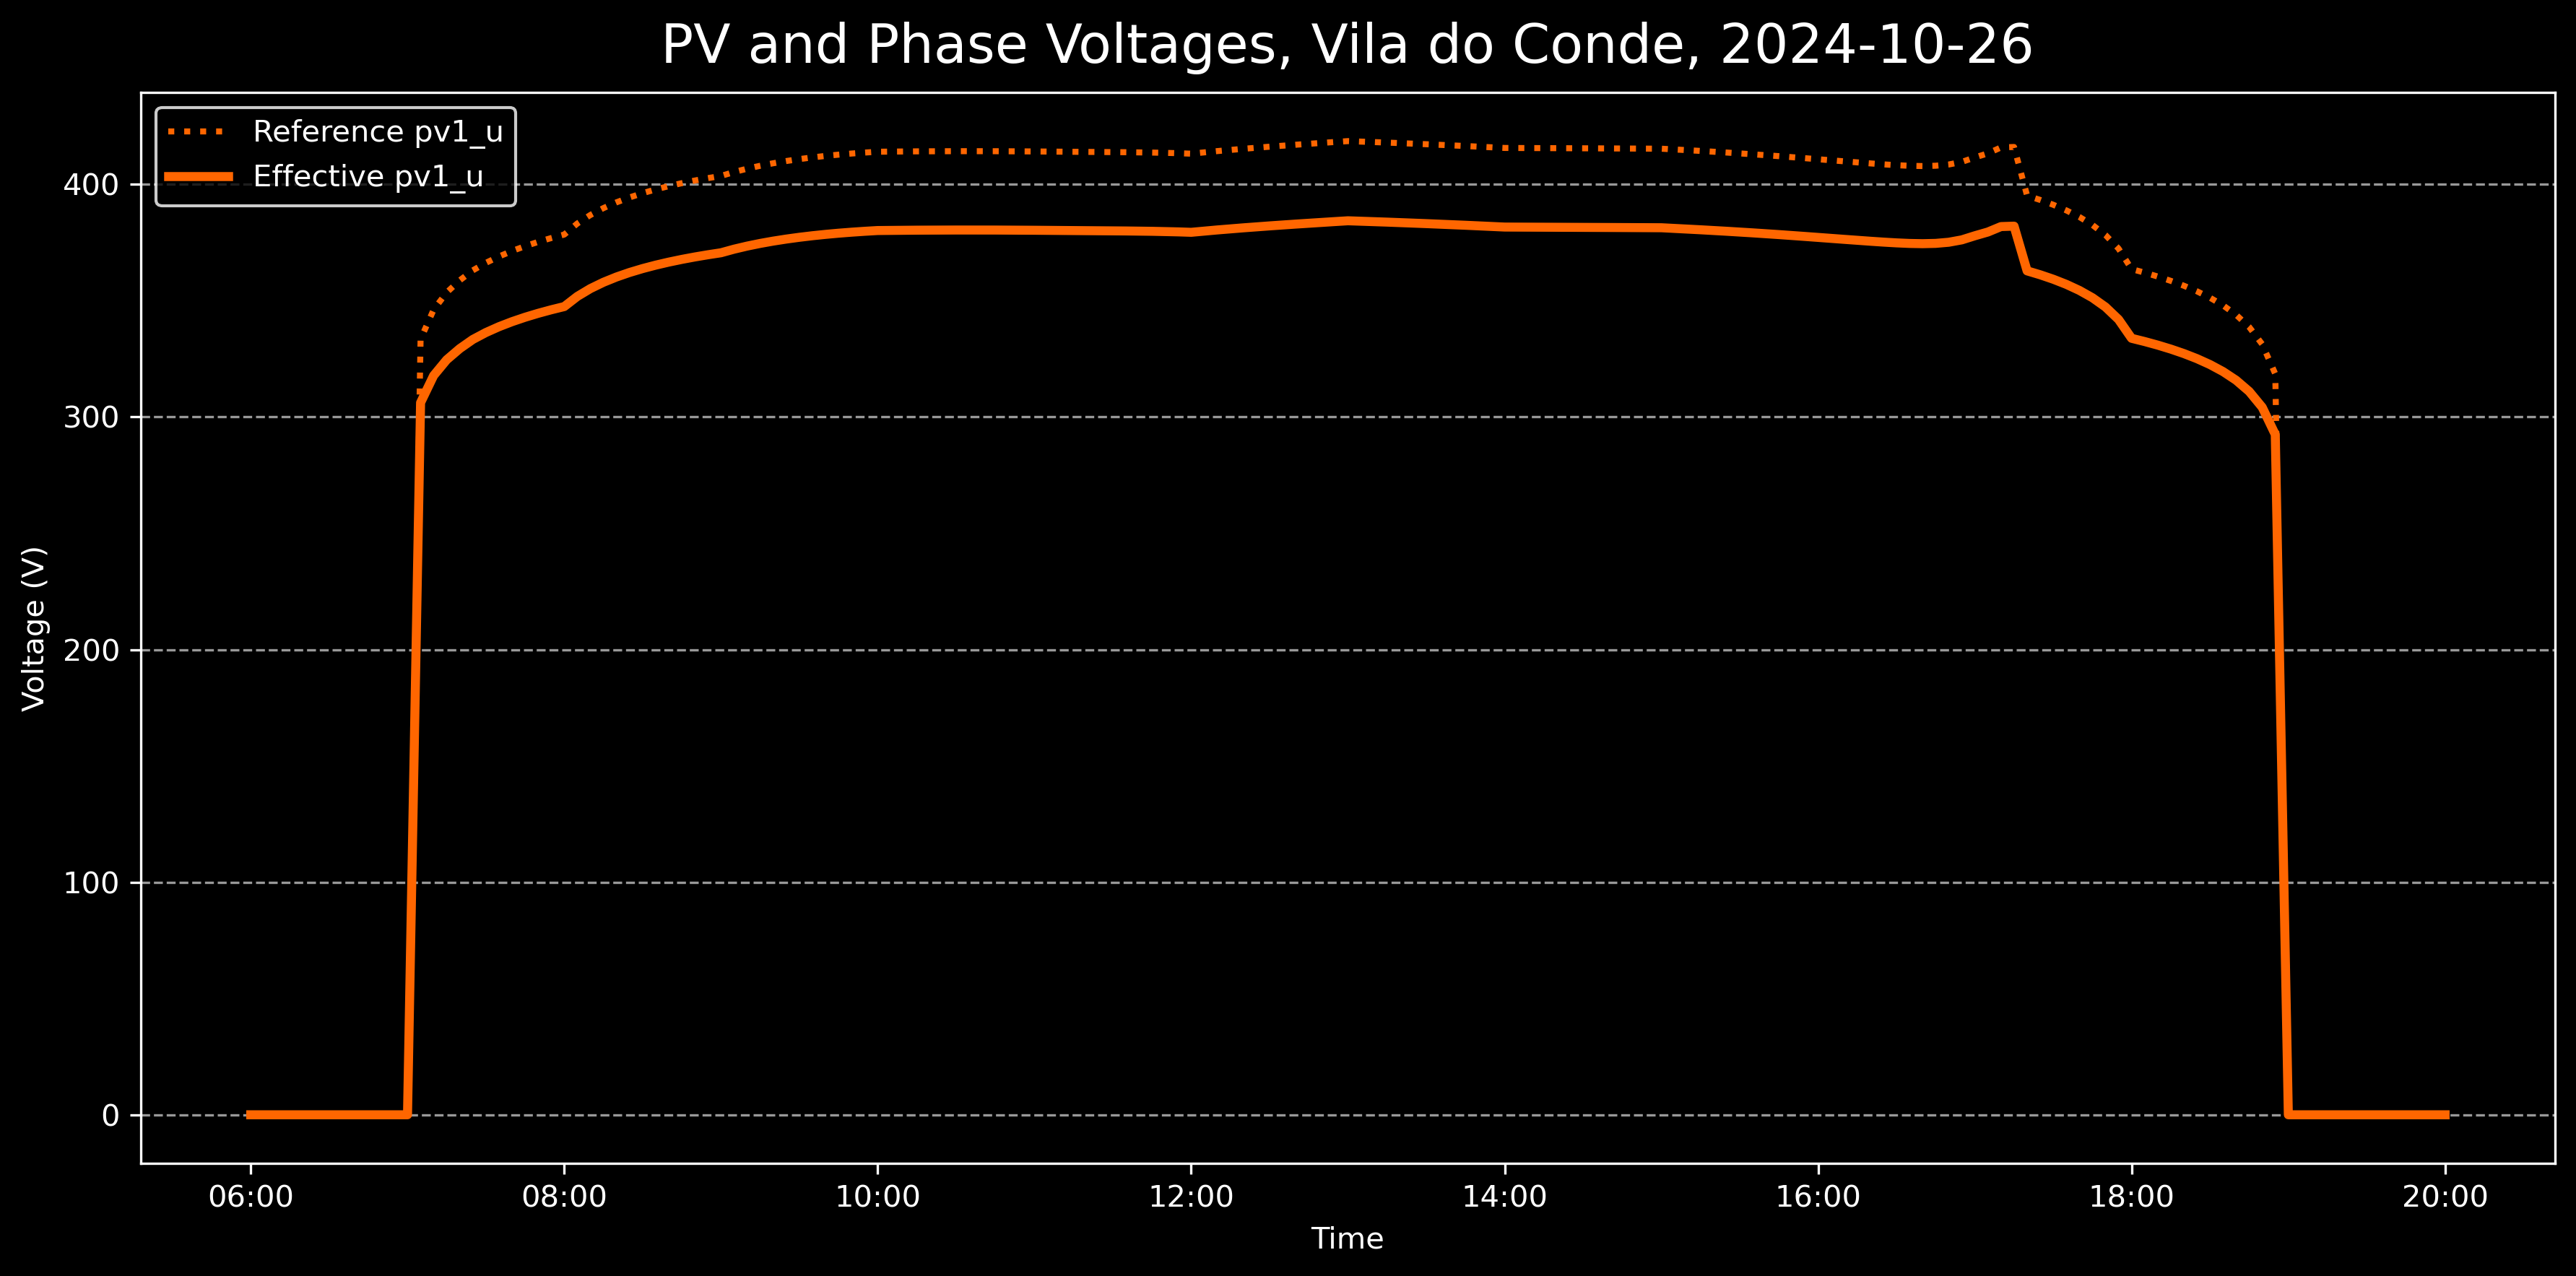 PV and Phase Voltages, Vila do Conde, 2024-10-26
Reference pv1_u
Effective pv1_u
Voltage (V)
400
300
200
100
0
06:00 08:00 10:00 12:00 14:00 16:00 18:00 20:00
Time